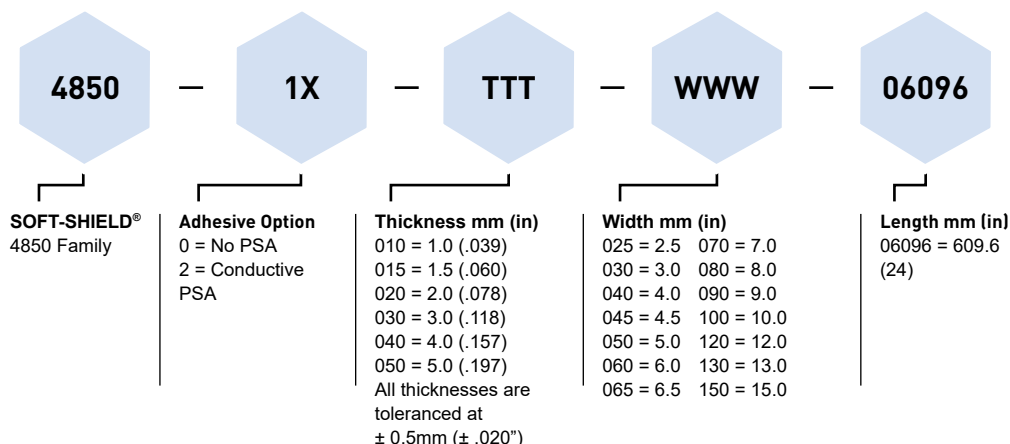 4850 — 1X — TTT — WWW — 06096
SOFT-SHIELD®
4850 Family
Adhesive Option
0 = No PSA
2 = Conductive
PSA
Thickness mm (in)
010 = 1.0 (.039)
015 = 1.5 (.060)
020 = 2.0 (.078)
030 = 3.0 (.118)
040 = 4.0 (.157)
050 = 5.0 (.197)
All thicknesses are
toleranced at
± 0.5mm (± .020”)
Width mm (in)
025 = 2.5 070 = 7.0
030 = 3.0 080 = 8.0
040 = 4.0 090 = 9.0
045 = 4.5 100 = 10.0
050 = 5.0 120 = 12.0
060 = 6.0 130 = 13.0
065 = 6.5 150 = 15.0
Length mm (in)
06096 = 609.6
(24)